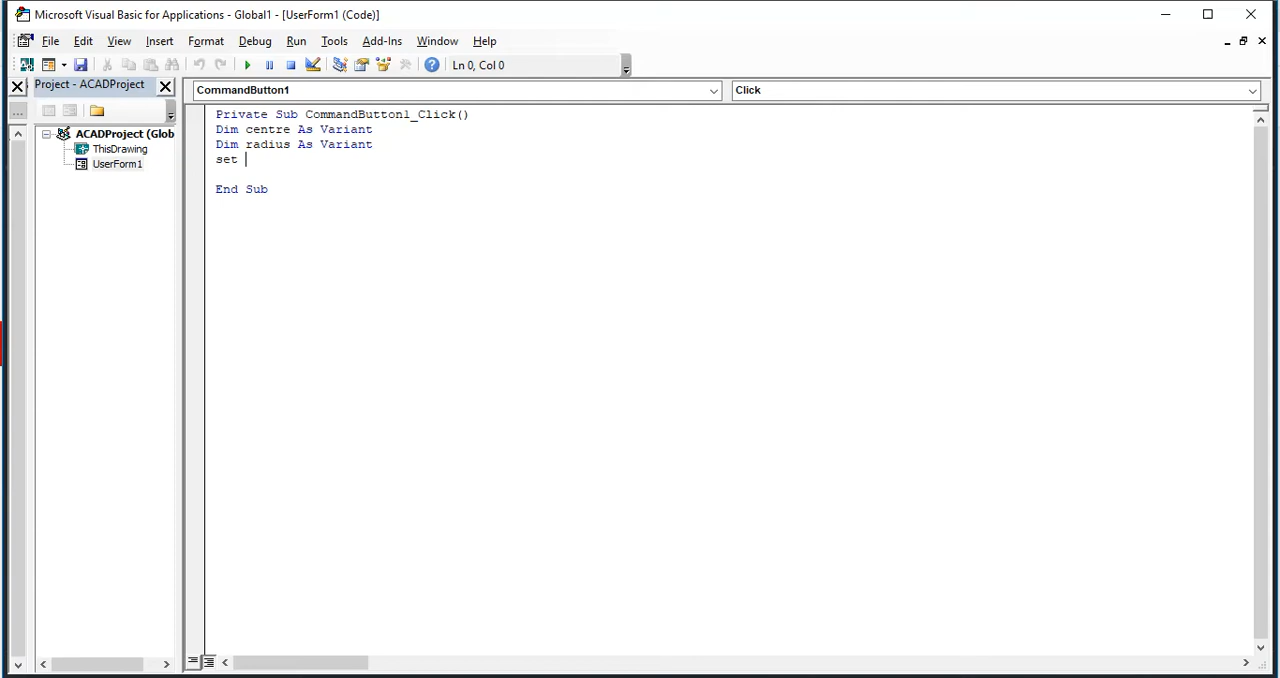 Microsoft Visual Basic for Applications - Global1 - [UserForm1 (Code)]
File Edit View Insert Format Debug Run Tools Add-Ins Window Help
Ln 0, Col 0
Project - ACADProject
CommandButton1
Click
...
ACADProject (Glob
ThisDrawing
UserForm1
Private Sub CommandButton1_Click()
Dim centre As Variant
Dim radius As Variant
set
End Sub